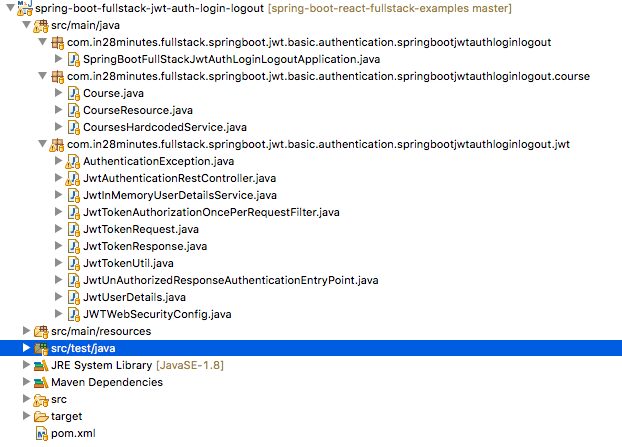 spring-boot-fullstack-jwt-auth-login-logout [spring-boot-react-fullstack-examples master]
src/main/java
com.in28minutes.fullstack.springboot.jwt.basic.authentication.springbootjwtauthloginlogout
SpringBootFullStackJwtAuthLoginLogoutApplication.java
com.in28minutes.fullstack.springboot.jwt.basic.authentication.springbootjwtauthloginlogout.course
Course.java
CourseResource.java
CoursesHardcodedService.java
com.in28minutes.fullstack.springboot.jwt.basic.authentication.springbootjwtauthloginlogout.jwt
AuthenticationException.java
JwtAuthenticationRestController.java
JwtInMemoryUserDetailsService.java
JwtTokenAuthorizationOncePerRequestFilter.java
JwtTokenRequest.java
JwtTokenResponse.java
JwtTokenUtil.java
JwtUnAuthorizedResponseAuthenticationEntryPoint.java
JwtUserDetails.java
JWTWebSecurityConfig.java
src/main/resources
src/test/java
JRE System Library [JavaSE-1.8]
Maven Dependencies
src
target
pom.xml